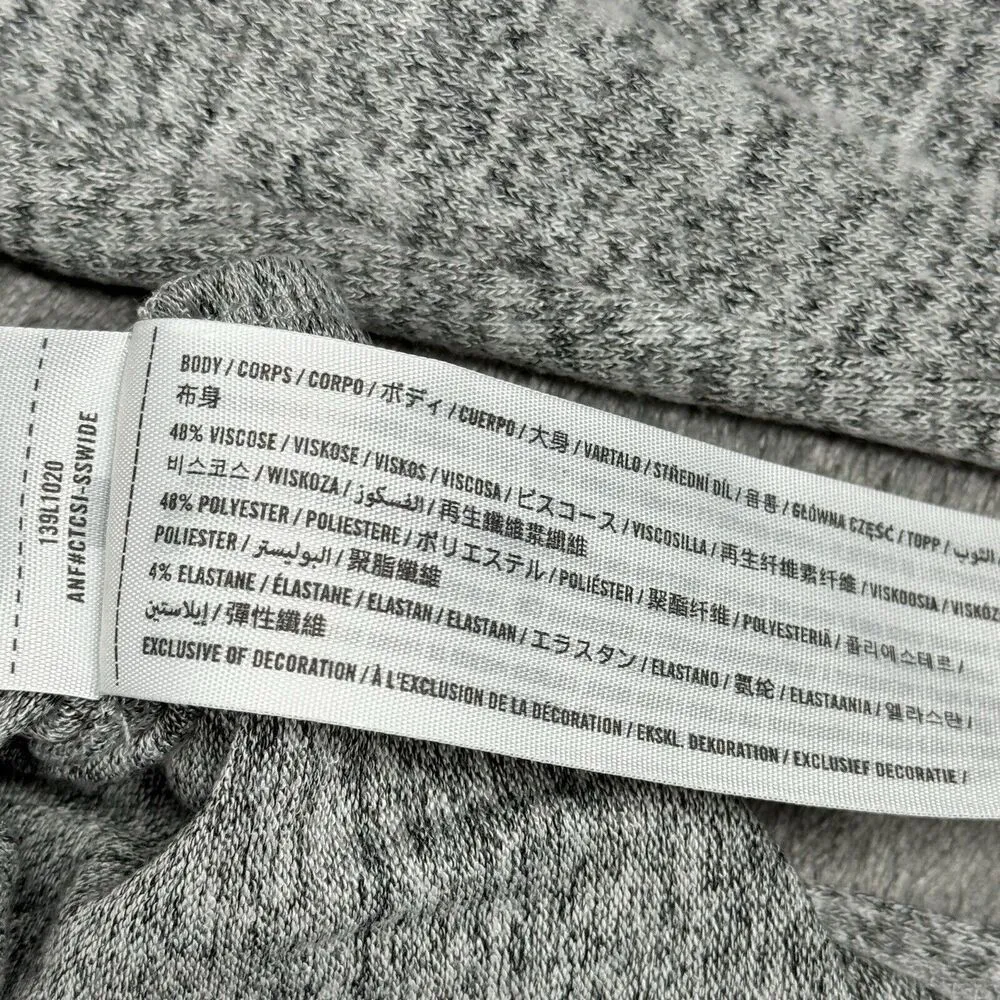 139L1020
ANF#CTCSI-SSWIDE
BODY / CORPS / CORPO / ボディ / CUERPO / 大身 / VARTALO / STŘEDNÍ DÍL / 몸통 / GŁÓWNA CZĘŚĆ / TOPP / الثوب /
布身
48% VISCOSE / VISKOSE / VISKOS / VISCOSA / ビスコース / VISCOSILLA / 再生纤维素纤维 / VISKOOSIA / VISKÓZ
비스코스 / WISKOZA / الفسكوز / 再生纖維素纖維
48% POLYESTER / POLIESTERE / ポリエステル / POLIÉSTER / 聚酯纤维 / POLYESTERIÄ / 폴리에스테르 /
POLIESTER / البوليستر / 聚脂纖維
4% ELASTANE / ÉLASTANE / ELASTAN / ELASTAAN / エラスタン / ELASTANO / 氨纶 / ELASTAANIA / 엘라스탄 /
إيلاستين / 彈性纖維
EXCLUSIVE OF DECORATION / À L'EXCLUSION DE LA DÉCORATION / EKSKL. DEKORATION / EXCLUSIEF DECORATIE /